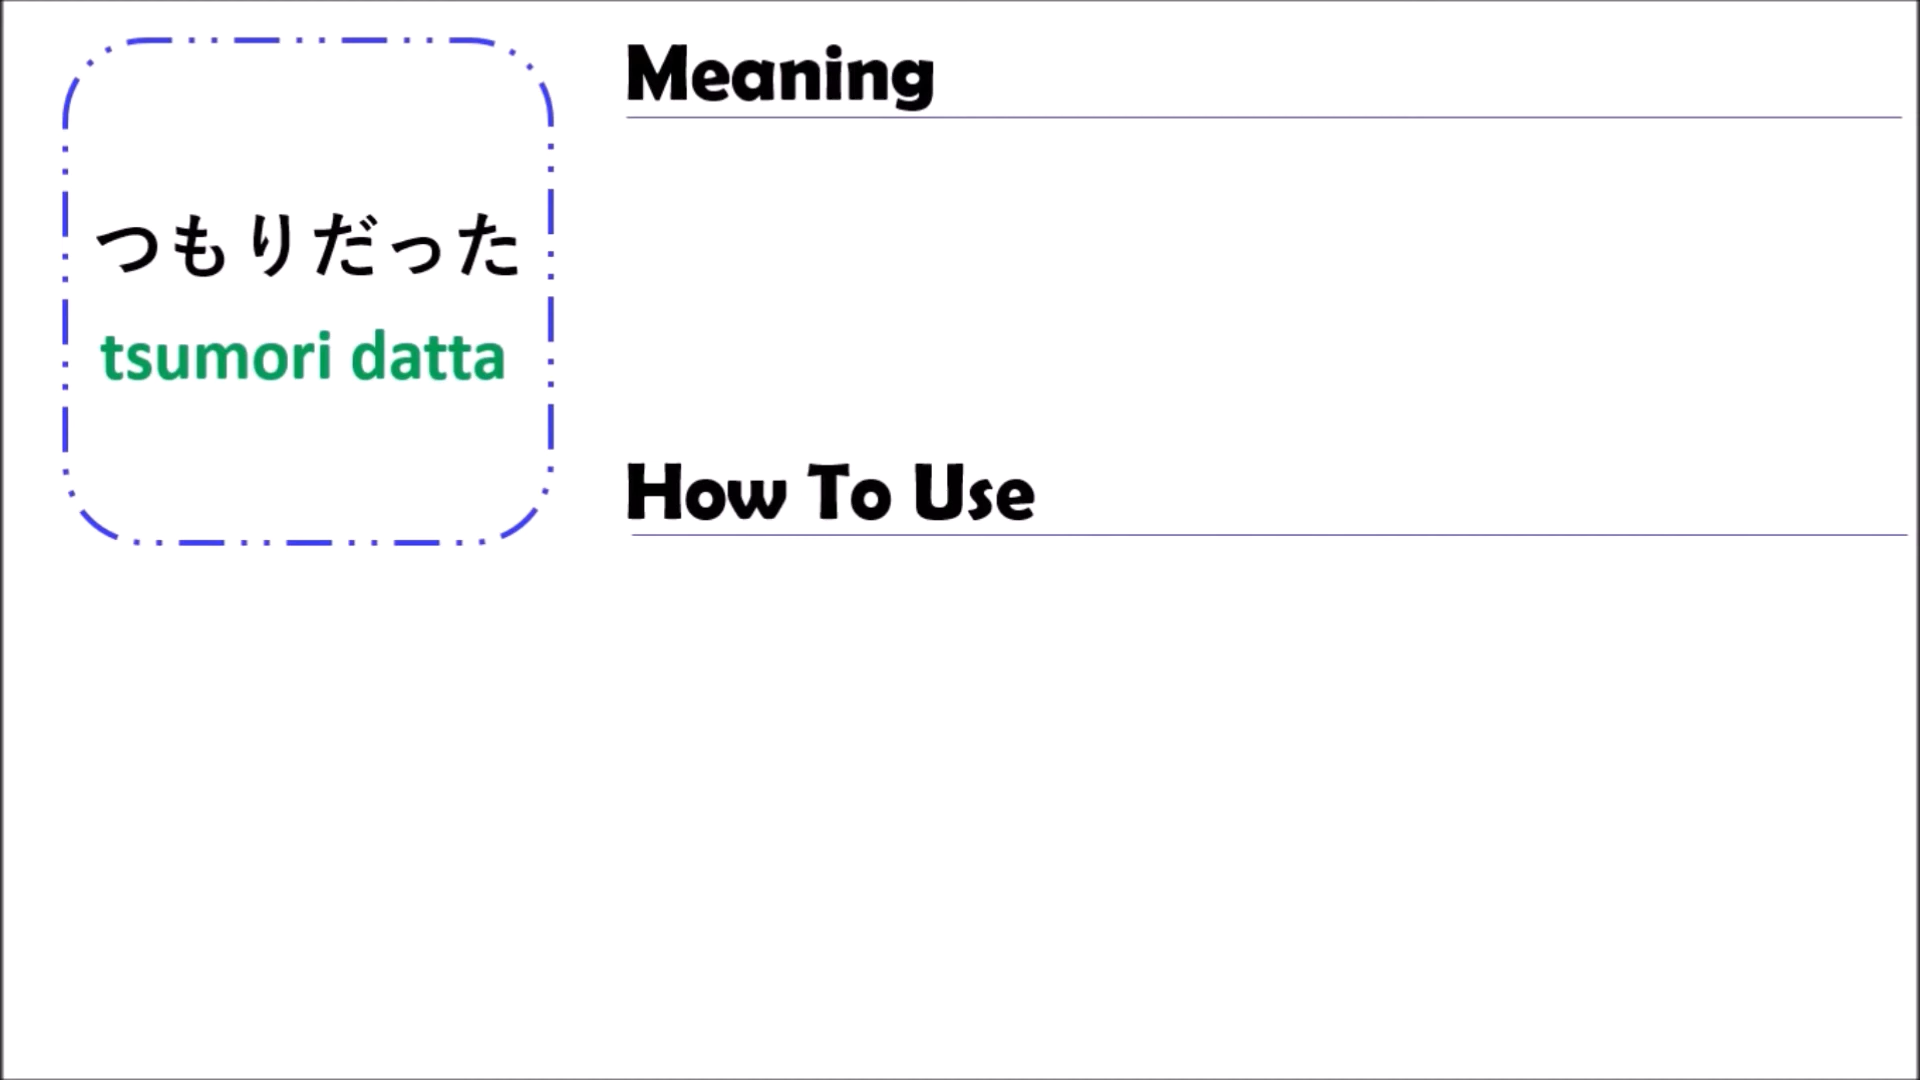 つもりだった
tsumori datta
Meaning
How To Use